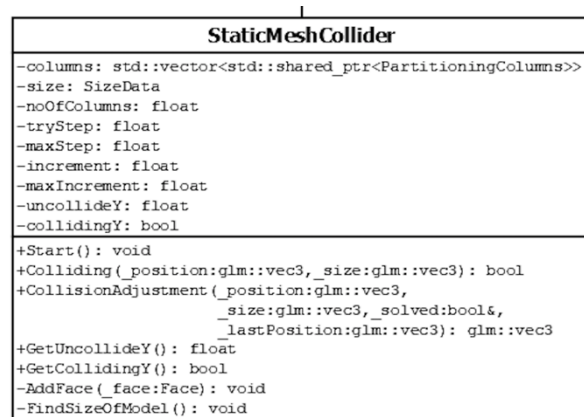 StaticMeshCollider
-columns: std::vector<std::shared_ptr<PartitioningColumns>>
-size: SizeData
-noOfColumns: float
-tryStep: float
-maxStep: float
-increment: float
-maxIncrement: float
-uncollideY: float
-collidingY: bool
+Start(): void
+Colliding(_position:glm::vec3,_size:glm::vec3): bool
+CollisionAdjustment(_position:glm::vec3,
_size:glm::vec3,_solved:bool&,
_lastPosition:glm::vec3): glm::vec3
+GetUncollideY(): float
+GetCollidingY(): bool
-AddFace(_face:Face): void
-FindSizeOfModel(): void